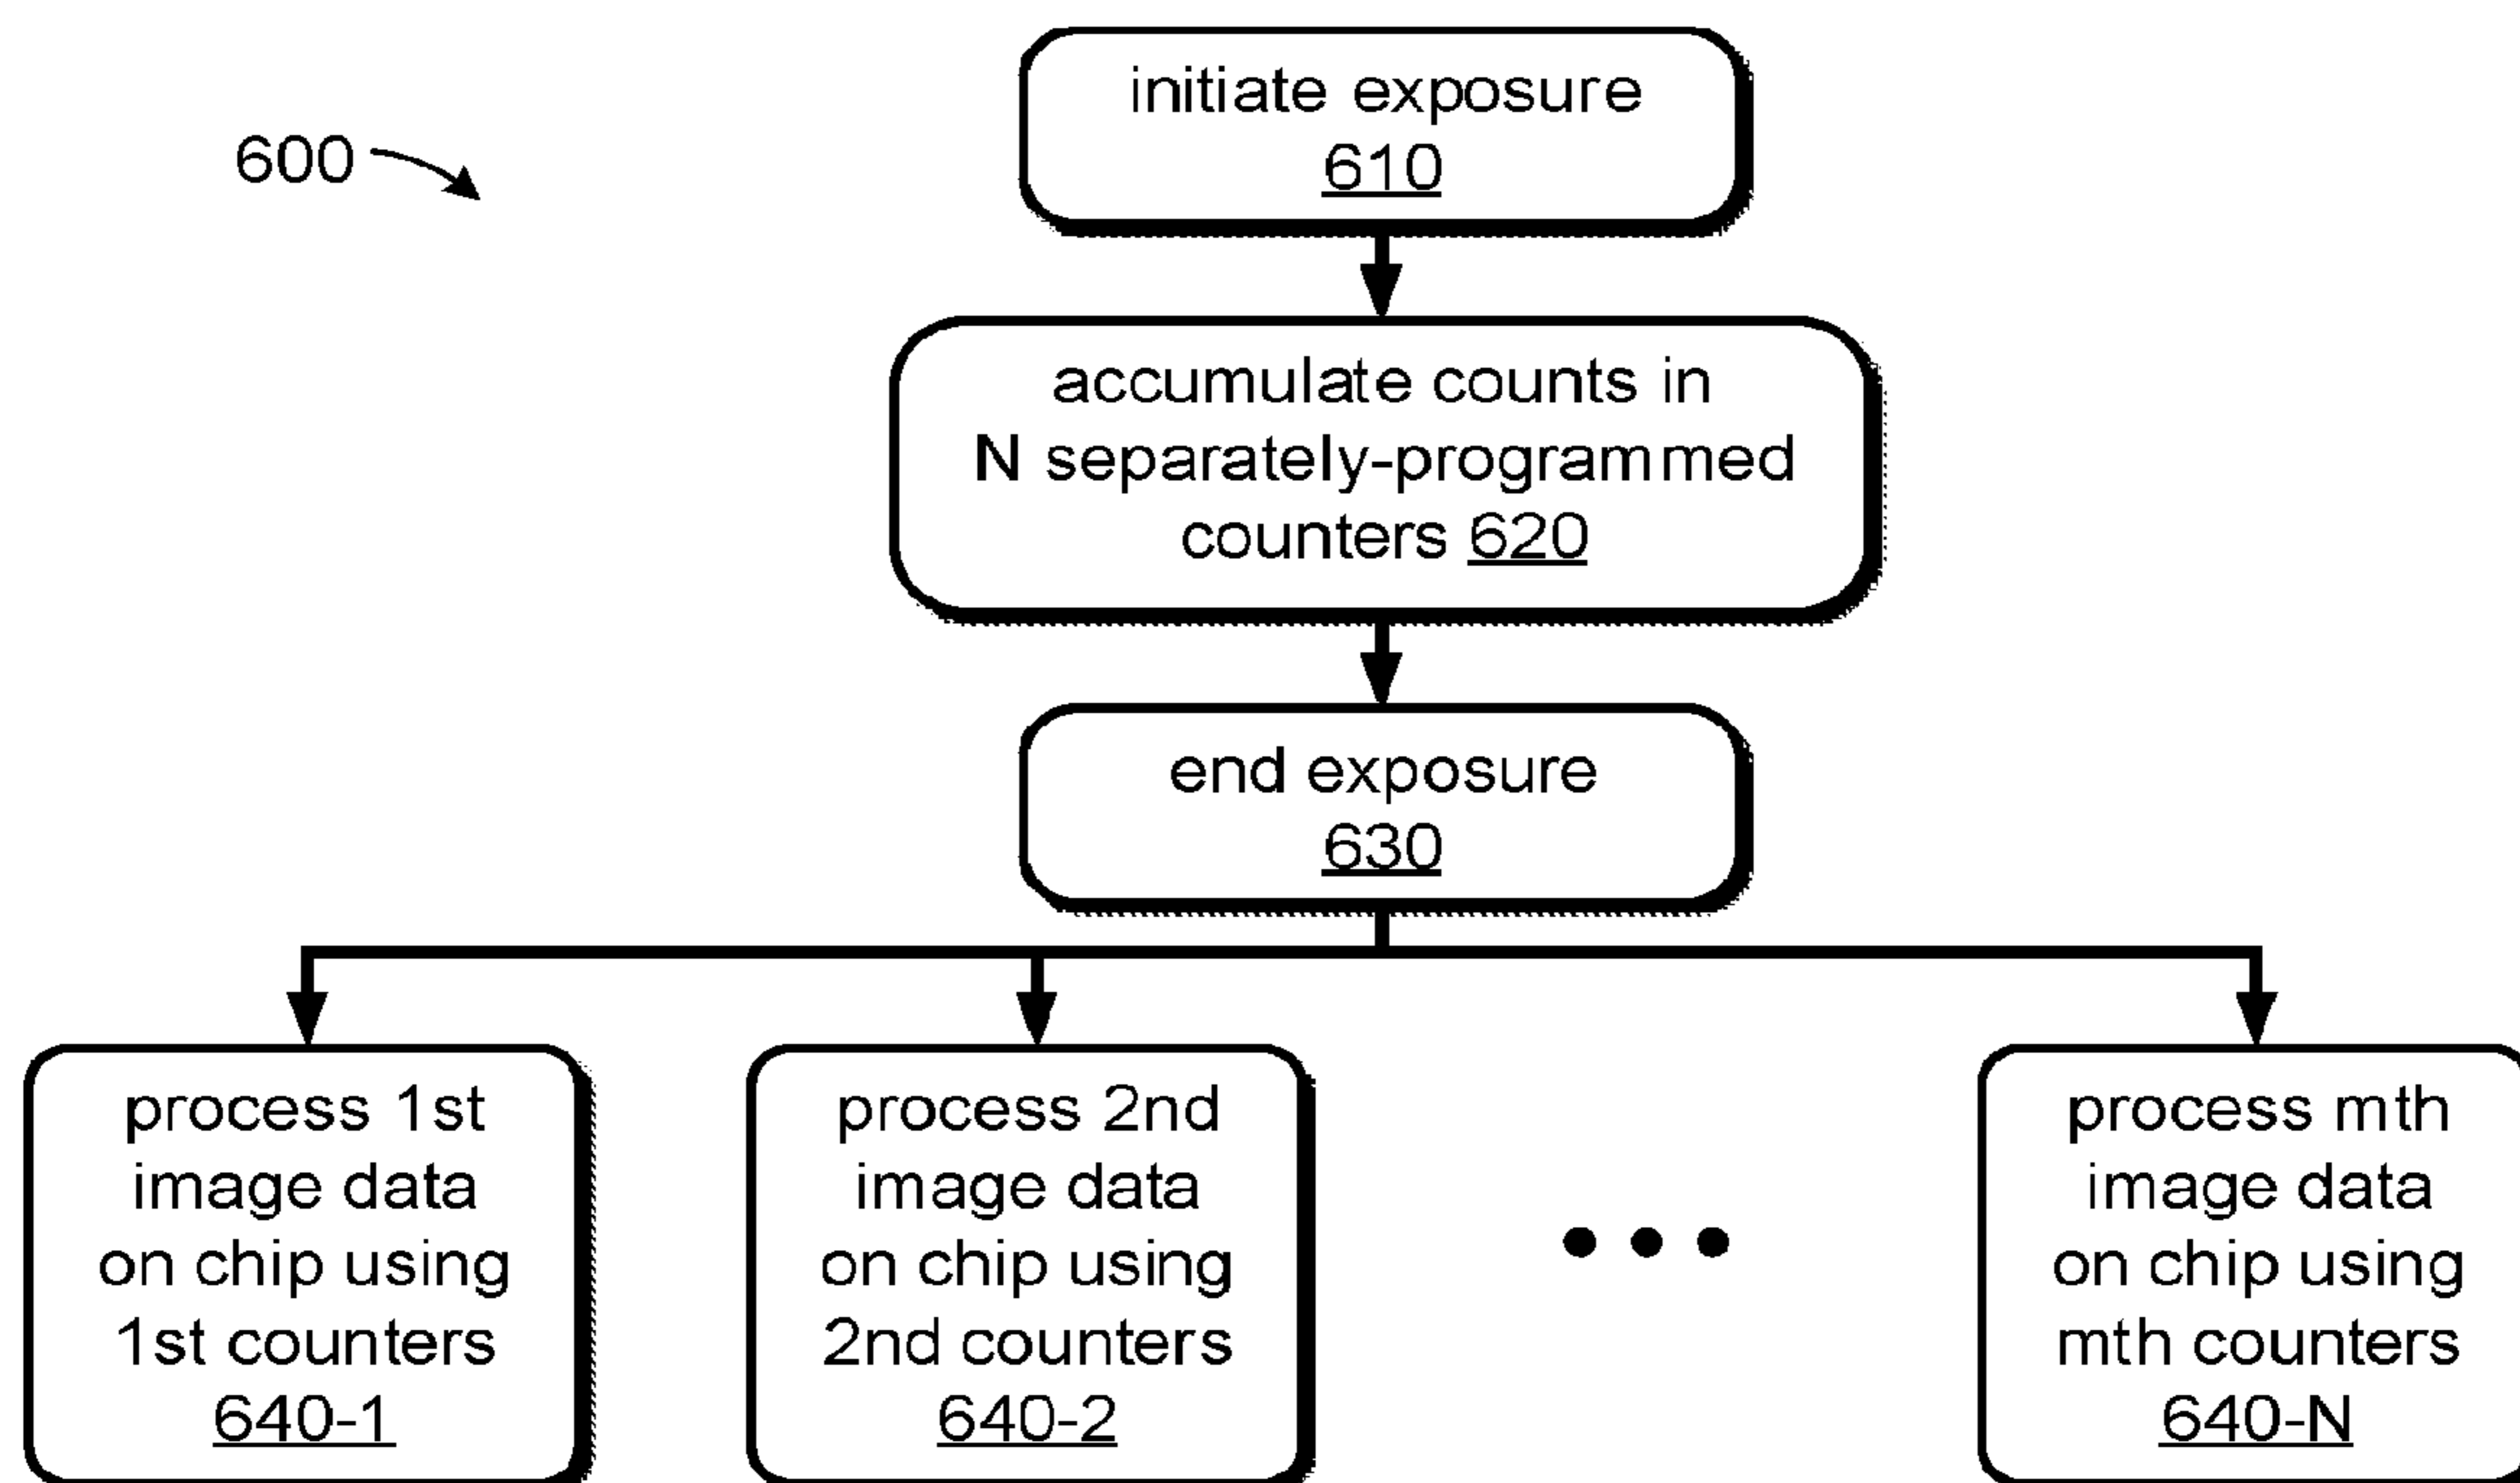 600
initiate exposure
610
accumulate counts in
N separately-programmed
counters 620
end exposure
630
process 1st
image data
on chip using
1st counters
640-1
process 2nd
image data
on chip using
2nd counters
640-2
process mth
image data
on chip using
mth counters
640-N